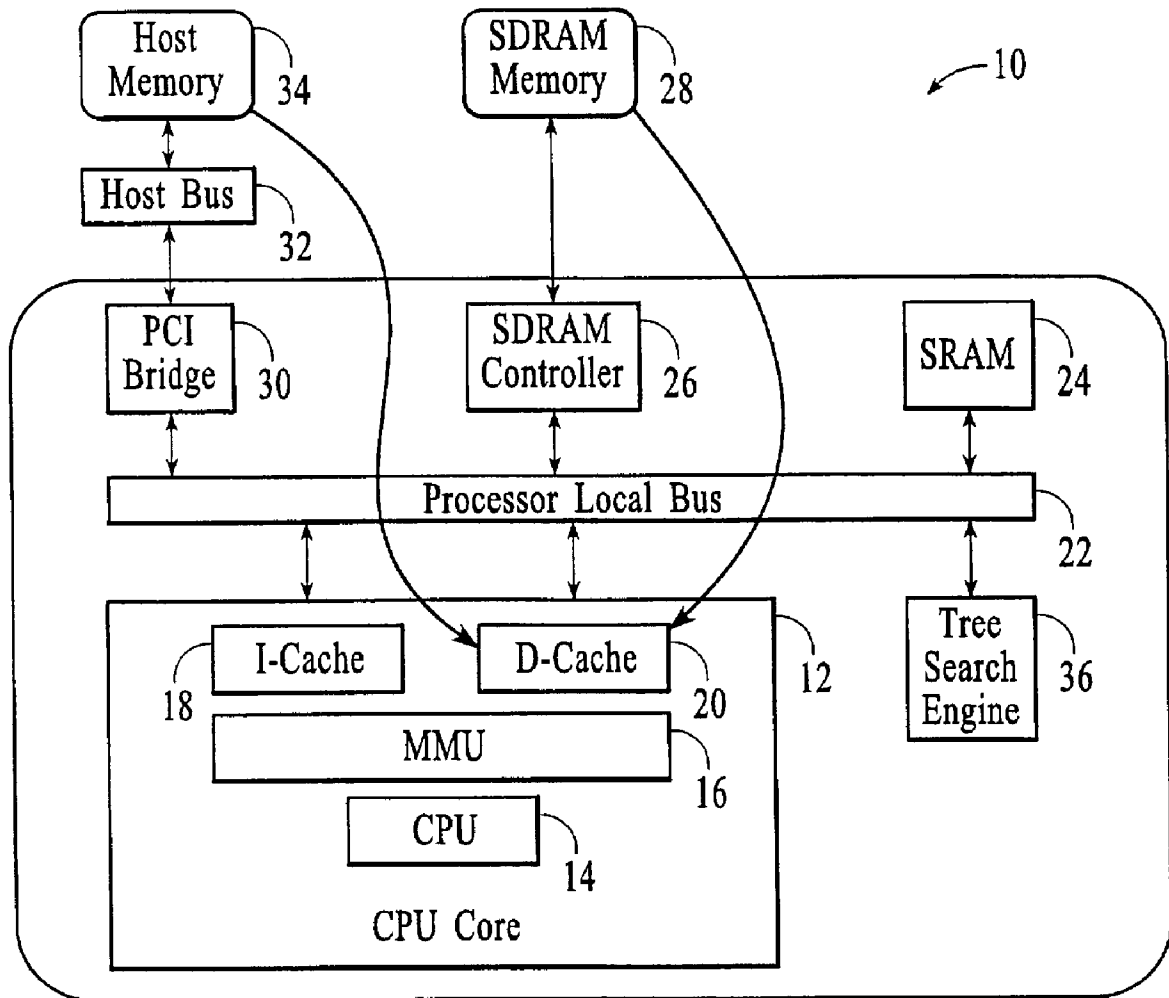 Host
Memory
34
SDRAM
Memory
28
10
Host Bus
32
PCI
Bridge
30
SDRAM
Controller
26
SRAM
24
Processor Local Bus
22
I-Cache
18
D-Cache
20
12
Tree
Search
Engine
36
MMU
16
CPU
14
CPU Core